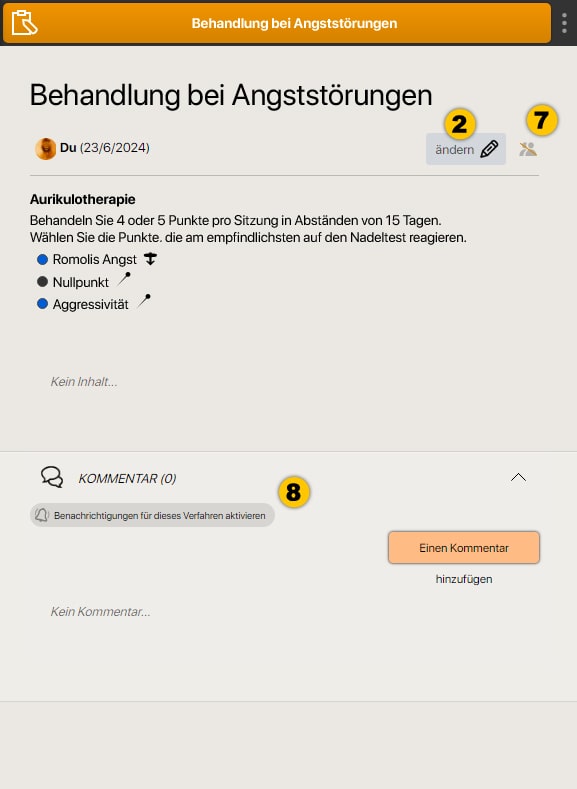 Behandlung bei Angststörungen
Behandlung bei Angststörungen
2
7
Du (23/6/2024)
ändern
Aurikulotherapie
Behandeln Sie 4 oder 5 Punkte pro Sitzung in Abständen von 15 Tagen.
Wählen Sie die Punkte. die am empfindlichsten auf den Nadeltest reagieren.
Romolis Angst
Nullpunkt
Aggressivität
Kein Inhalt...
KOMMENTAR (0)
8
Benachrichtigungen für dieses Verfahren aktivieren
Einen Kommentar
hinzufügen
Kein Kommentar...